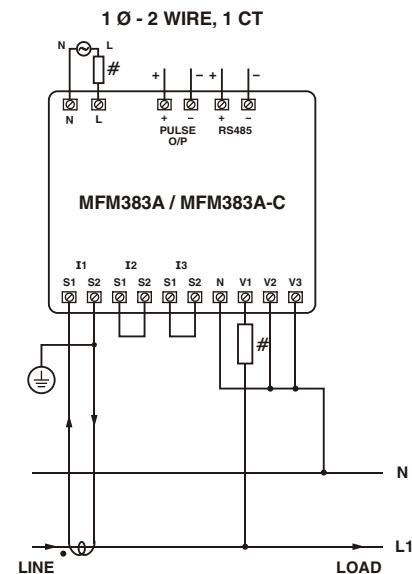 1 Ø - 2 WIRE, 1 CT
N L
#
+ – + –
N L + – + –
PULSE O/P RS485
MFM383A / MFM383A-C
I1 I2 I3
S1 S2 S1 S2 S1 S2 N V1 V2 V3
#
N
L1
LINE LOAD